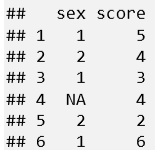 ##   sex score
## 1   1     5
## 2   2     4
## 3   1     3
## 4  NA     4
## 5   2     2
## 6   1     6